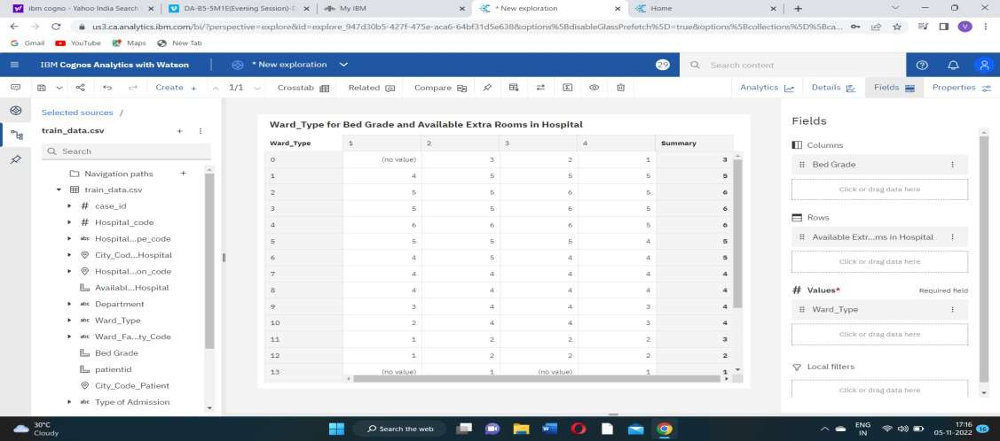 ibm cogno - Yahoo India Search
DA-B5-5M1E(Evening Session)-D
My IBM
* New exploration
Home
us3.ca.analytics.ibm.com/bi/?perspective=explore&id=explore_947d30b5-427f-475e-aca6-64bf31d5e638&options%5BdisableGlassPrefetch%5D=true&options%5Bcollections%5D%5Bca...
V
Gmail YouTube Maps New Tab
IBM Cognos Analytics with Watson * New exploration 29 Search content
Create + 1/1 Crosstab Related Compare Analytics Details Fields Properties
Selected sources /
train_data.csv
Search
Navigation paths
train_data.csv
case_id
Hospital_code
Hospital...pe_code
City_Cod...Hospital
Hospital...on_code
Availabl...Hospital
Department
Ward_Type
Ward_Fa...ty_Code
Bed Grade
patientid
City_Code_Patient
Type of Admission
Ward_Type for Bed Grade and Available Extra Rooms in Hospital
Ward_Type 1 2 3 4 Summary
0 (no value) 3 2 1 3
1 4 5 5 5 5
2 5 5 6 5 6
3 5 5 6 5 6
4 6 6 6 5 6
5 5 5 5 4 5
6 4 5 4 4 5
7 4 4 4 4 4
8 4 4 4 4 4
9 3 4 4 3 4
10 2 4 4 3 4
11 1 2 2 2 3
12 1 2 2 2 2
13 (no value) 1 (no value) 1 1
Fields
Columns
Bed Grade
Click or drag data here
Rows
Available Extr...ms in Hospital
Click or drag data here
# Values* Required field
Ward_Type
Click or drag data here
Local filters
Click or drag data here
30°C
Cloudy
Search the web
ENG
IN
17:16
05-11-2022
16